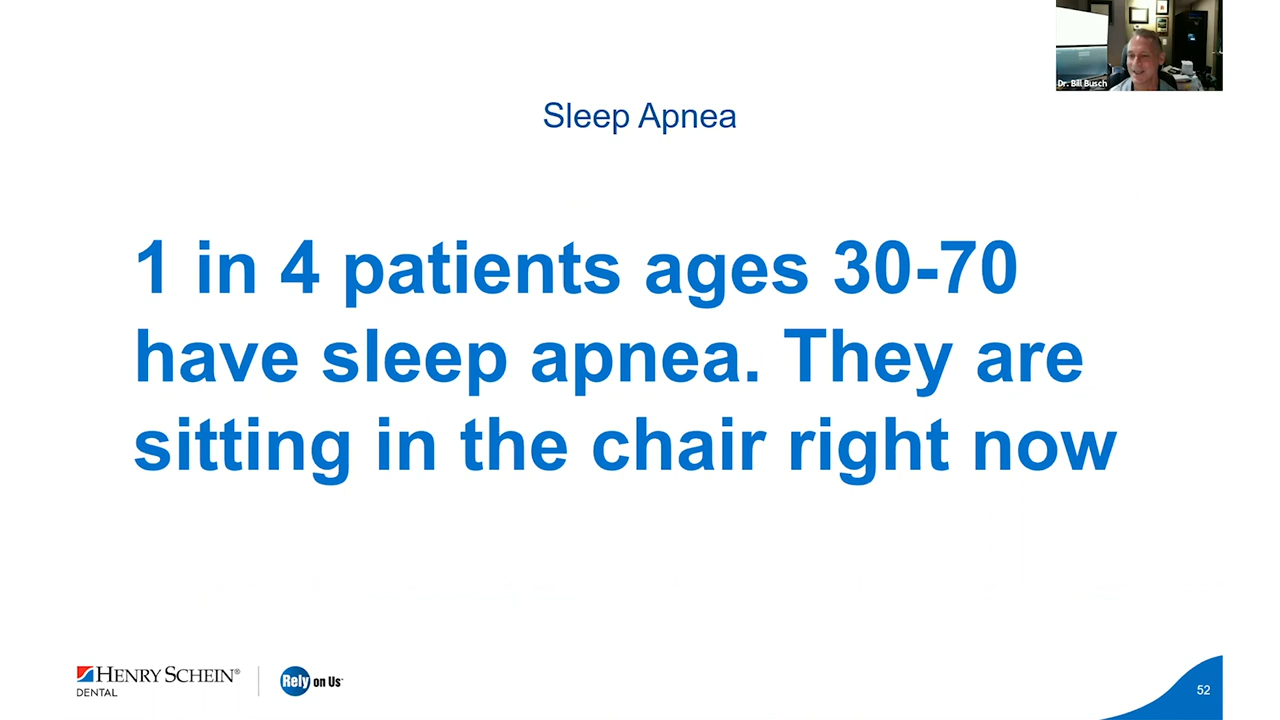 Dr. Bill Busch
Sleep Apnea
1 in 4 patients ages 30-70
have sleep apnea. They are
sitting in the chair right now
HENRY SCHEIN®
DENTAL
Rely on Us
52